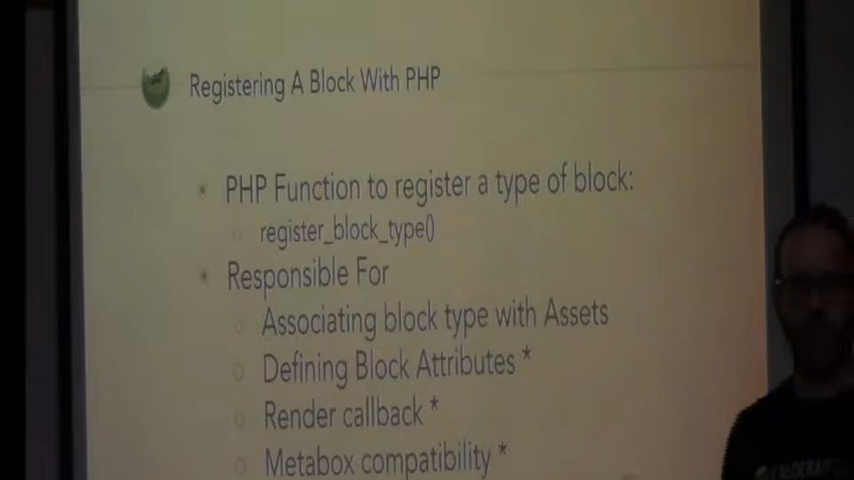 Registering A Block With PHP
PHP Function to register a type of block:
register_block_type()
Responsible For
Associating block type with Assets
Defining Block Attributes *
Render callback *
Metabox compatibility *